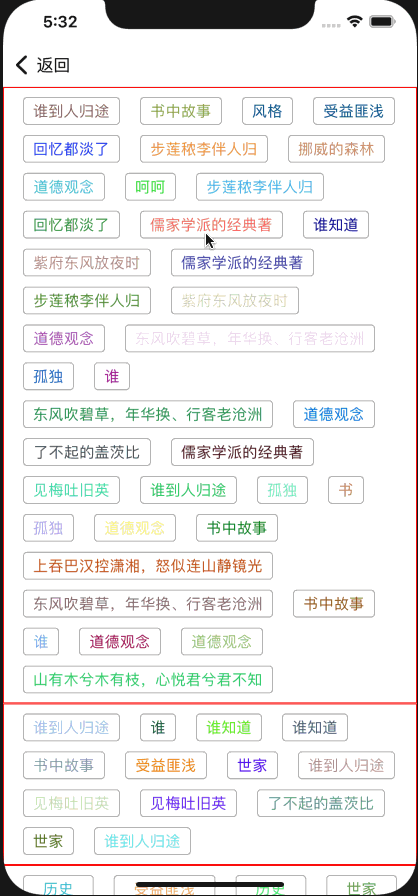 5:32
返回
谁到人归途 书中故事 风格 受益匪浅
回忆都淡了 步莲秾李伴人归 挪威的森林
道德观念 呵呵 步莲秾李伴人归
回忆都淡了 儒家学派的经典著 谁知道
紫府东风放夜时 儒家学派的经典著
步莲秾李伴人归 紫府东风放夜时
道德观念 东风吹碧草，年华换、行客老沧洲
孤独 谁
东风吹碧草，年华换、行客老沧洲 道德观念
了不起的盖茨比 儒家学派的经典著
见梅吐旧英 谁到人归途 孤独 书
孤独 道德观念 书中故事
上吞巴汉控潇湘，怒似连山静镜光
东风吹碧草，年华换、行客老沧洲 书中故事
谁 道德观念 道德观念
山有木兮木有枝，心悦君兮君不知
谁到人归途 谁 谁知道 谁知道
书中故事 受益匪浅 世家 谁到人归途
见梅吐旧英 见梅吐旧英 了不起的盖茨比
世家 谁到人归途
历史 受益匪浅 历史 世家